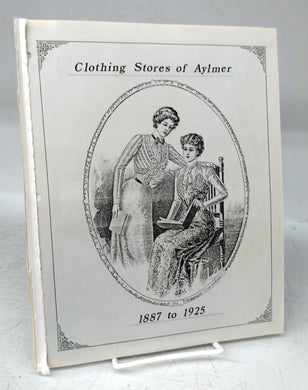 Clothing Stores of Aylmer
1887 to 1925